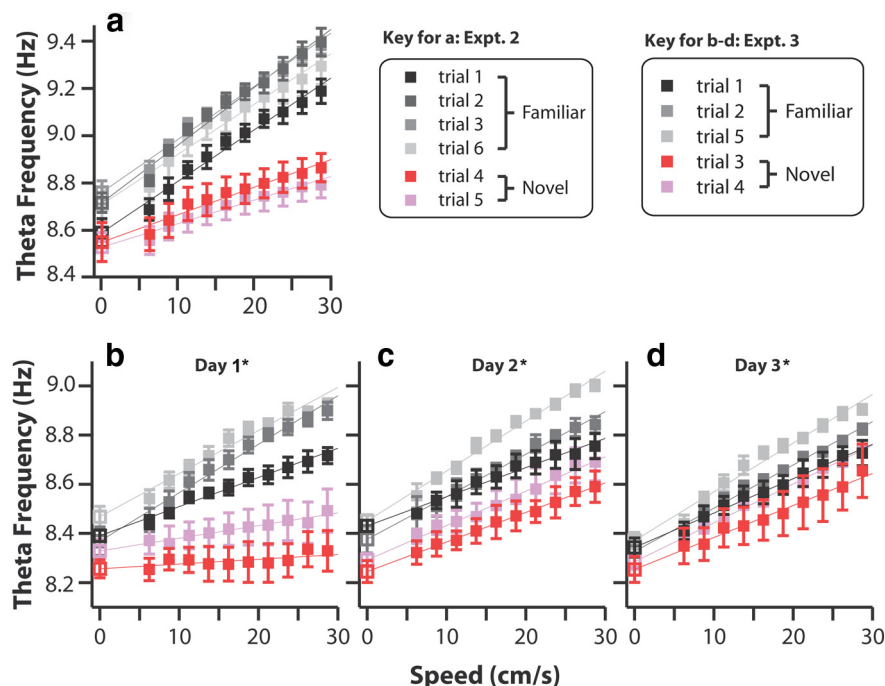 a
Theta Frequency (Hz)
9.4
9.2
9.0
8.8
8.6
8.4
0
10
20
30
Key for a: Expt. 2
trial 1
trial 2
trial 3
trial 6
Familiar
trial 4
trial 5
Novel
Key for b-d: Expt. 3
trial 1
trial 2
trial 5
Familiar
trial 3
trial 4
Novel
b
Day 1*
c
Day 2*
d
Day 3*
Theta Frequency (Hz)
9.0
8.8
8.6
8.4
8.2
0
10
20
30
0
10
20
30
0
10
20
30
Speed (cm/s)